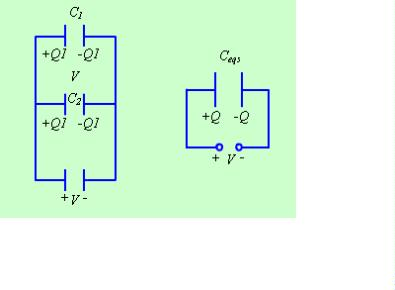 C1
+Q1 -Q1
V
C2
+Q1 -Q1
+ V -
Ceqs
+Q -Q
+ V -